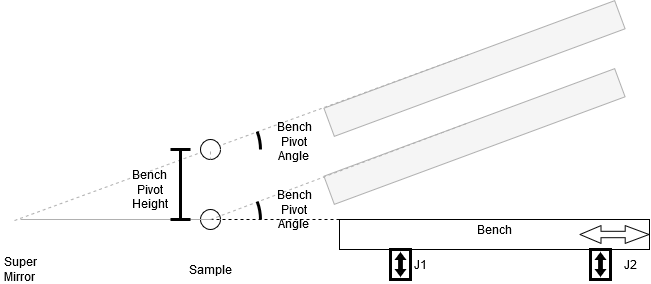 Bench
Pivot
Angle
Bench
Pivot
Height
Bench
Pivot
Angle
Bench
Super
Mirror
Sample
J1
J2